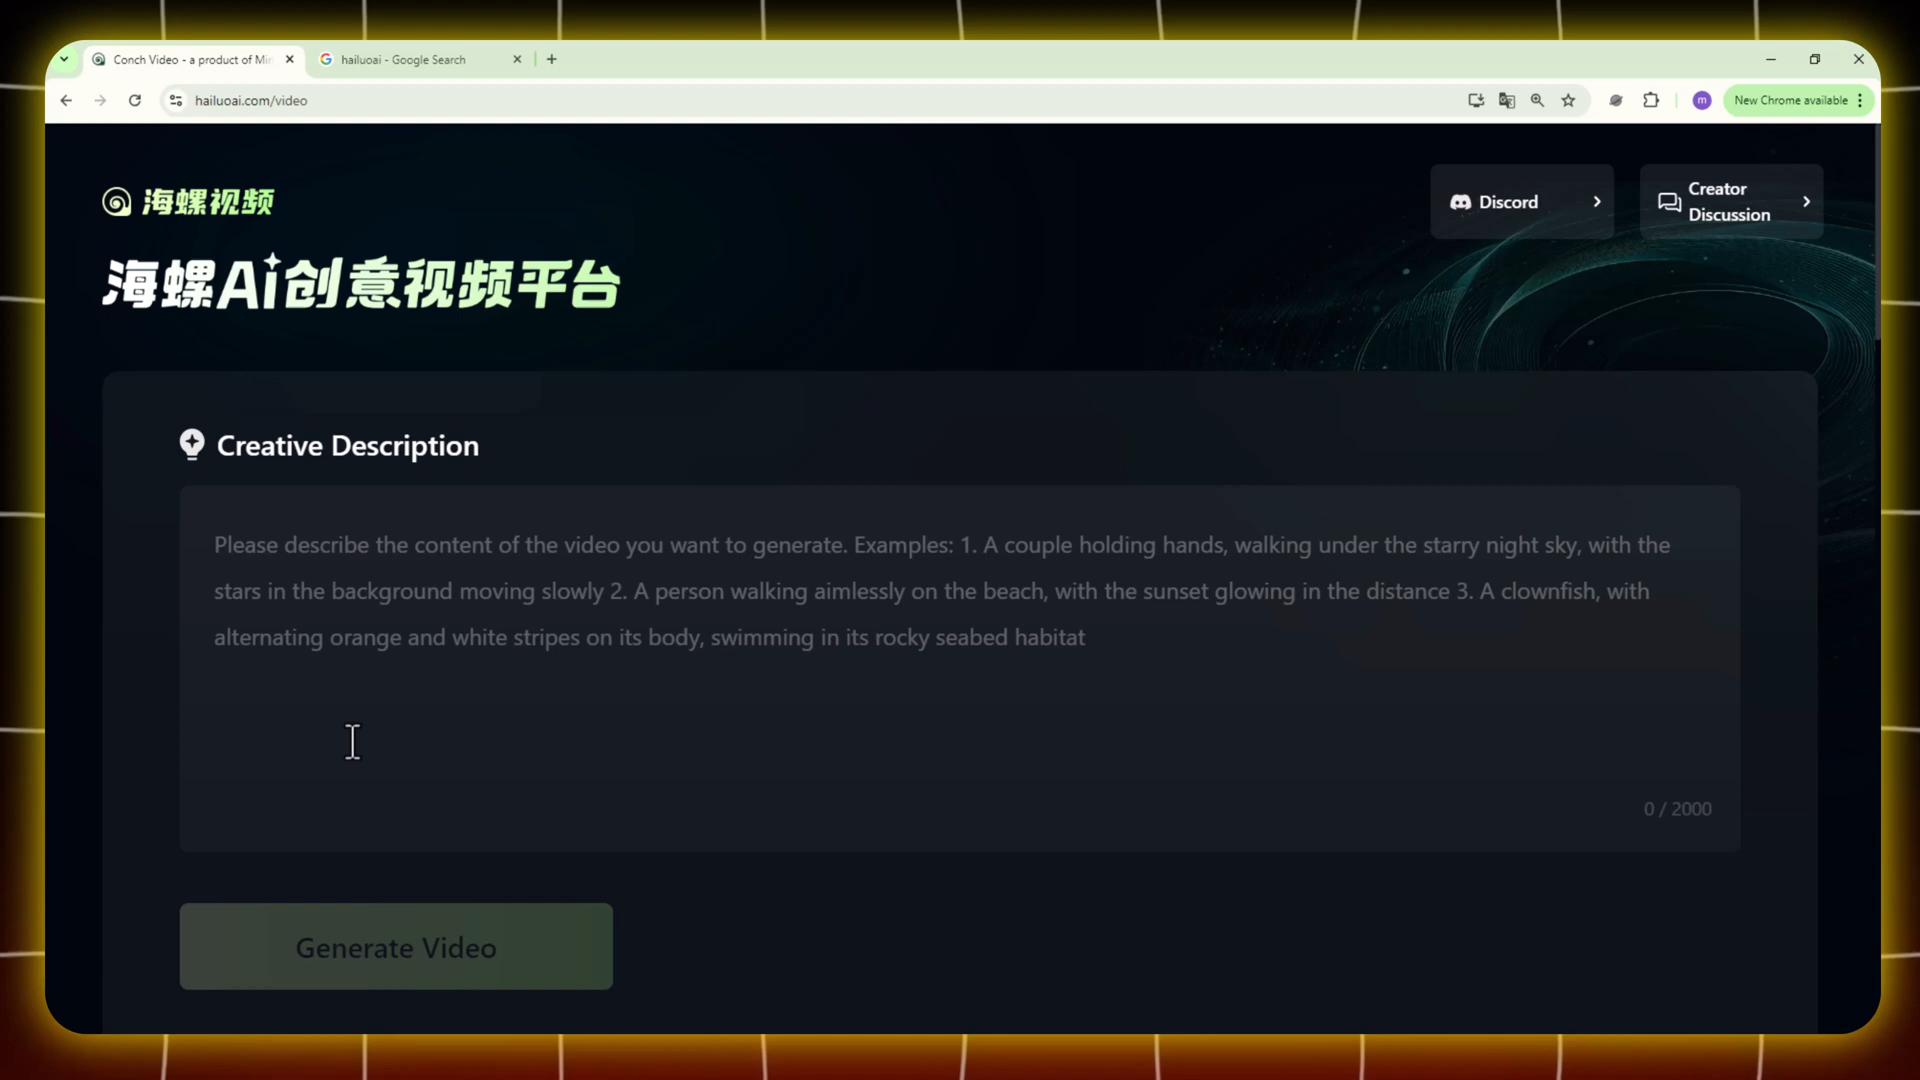 Conch Video - a product of Min
hailuoai - Google Search
hailuoai.com/video
m
New Chrome available
海螺视频
Discord
Creator
Discussion
海螺Ai创意视频平台
Creative Description
Please describe the content of the video you want to generate. Examples: 1. A couple holding hands, walking under the starry night sky, with the
stars in the background moving slowly 2. A person walking aimlessly on the beach, with the sunset glowing in the distance 3. A clownfish, with
alternating orange and white stripes on its body, swimming in its rocky seabed habitat
0 / 2000
Generate Video